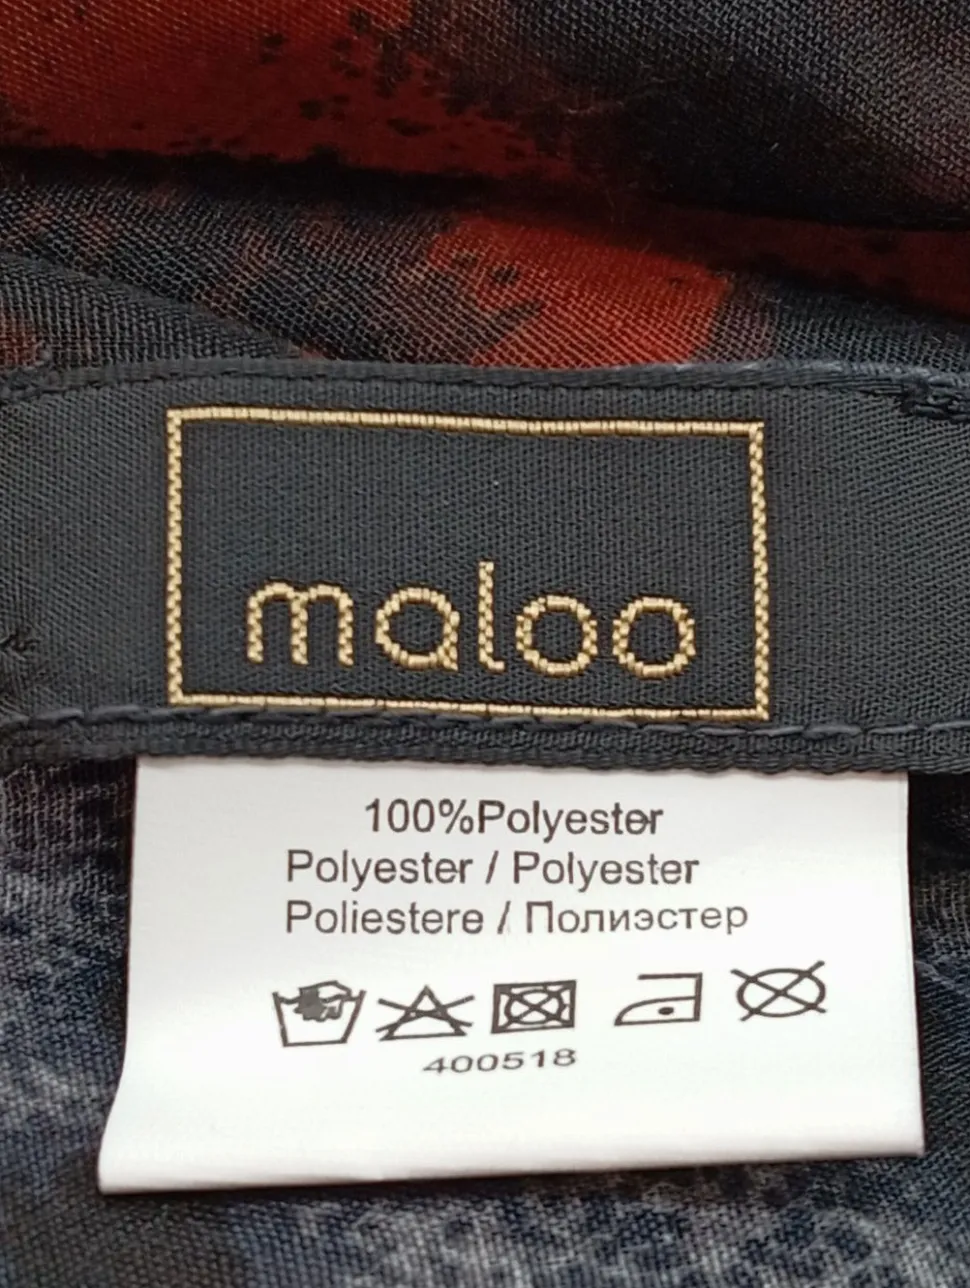 maloo
100%Polyester
Polyester / Polyester
Poliestere / Полиэстер
400518